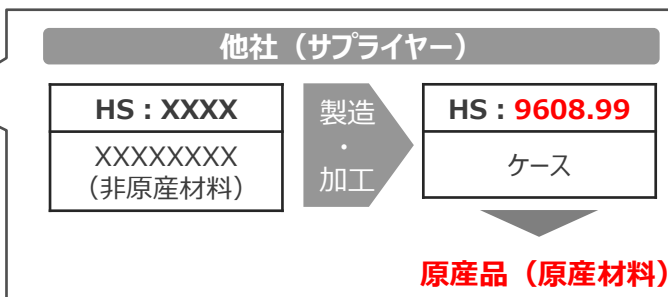 他社（サプライヤー）
HS：XXXX
XXXXXXXX
（非原産材料）
製造
・
加工
HS：9608.99
ケース
原産品（原産材料）